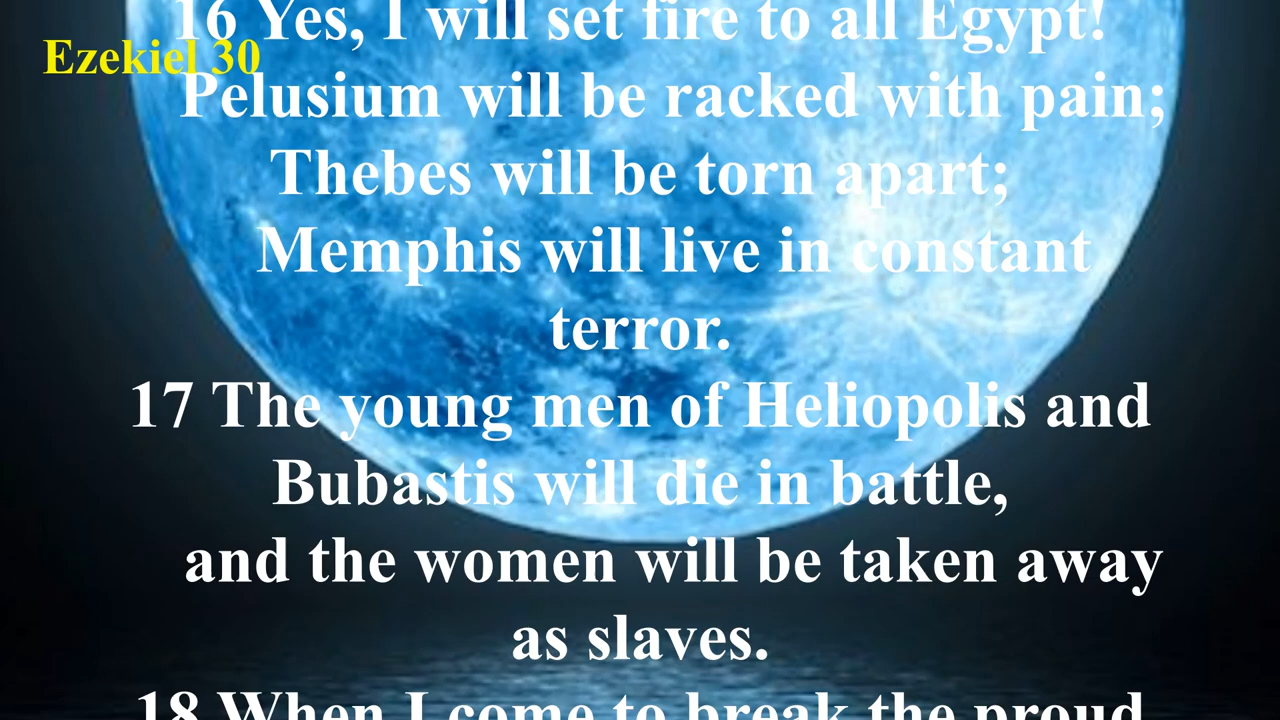 16 Yes, I will set fire to all Egypt!
Ezekiel 30
Pelusium will be racked with pain;
Thebes will be torn apart;
Memphis will live in constant
terror.
17 The young men of Heliopolis and
Bubastis will die in battle,
and the women will be taken away
as slaves.
18 When I come to break the proud